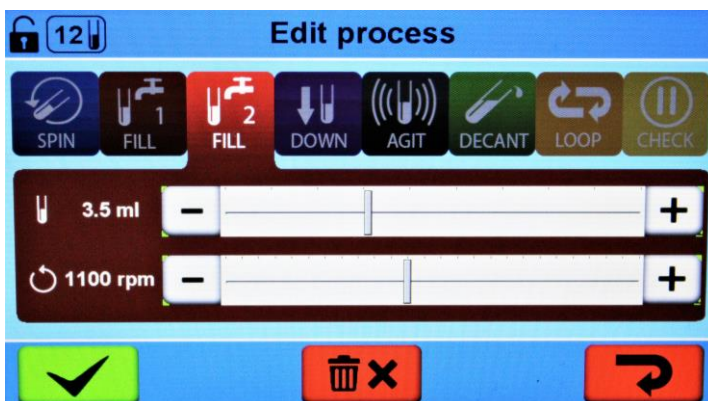 12
Edit process
SPIN
1
FILL
2
FILL
DOWN
AGIT
DECANT
LOOP
CHECK
3.5 ml
1100 rpm